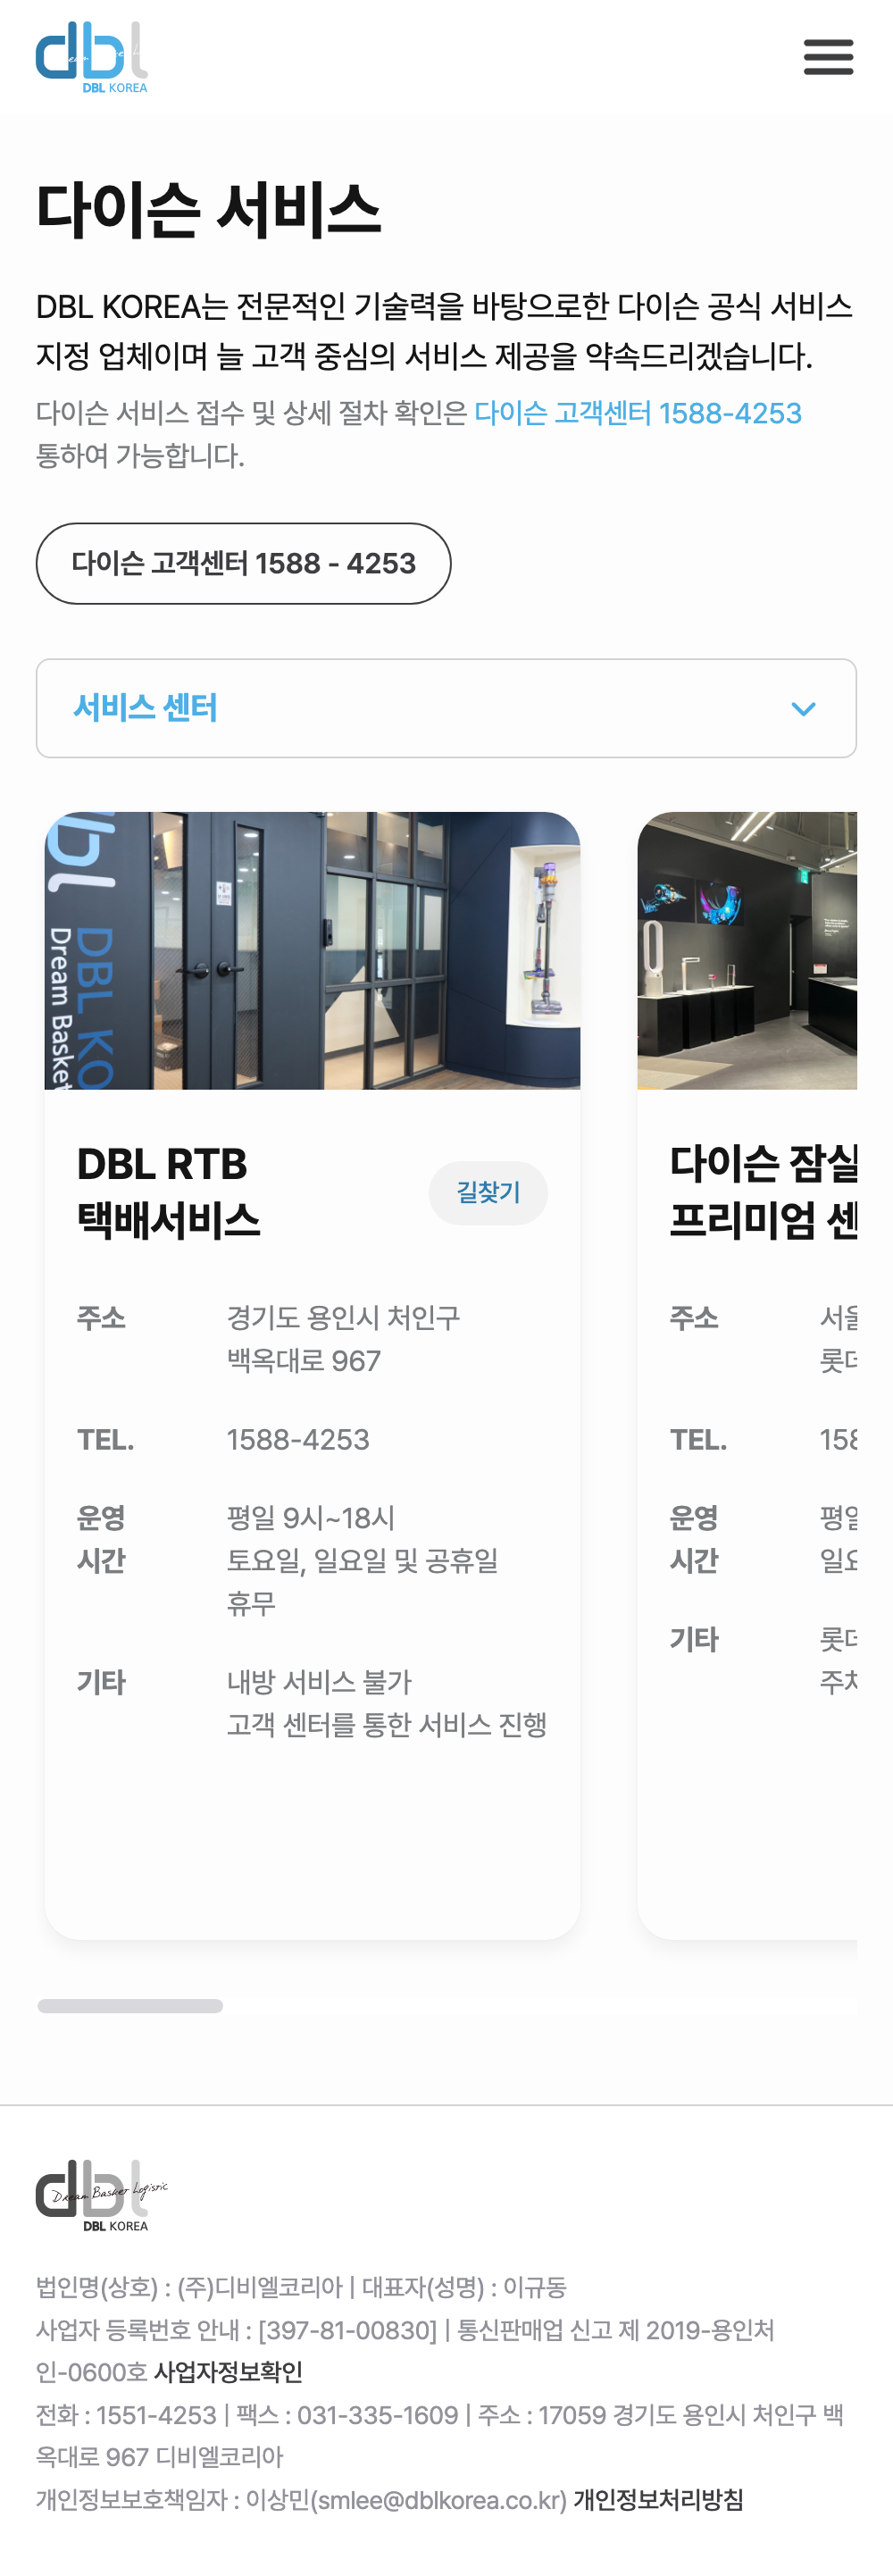 dbl
DBL KOREA
다이슨 서비스
DBL KOREA는 전문적인 기술력을 바탕으로한 다이슨 공식 서비스
지정 업체이며 늘 고객 중심의 서비스 제공을 약속드리겠습니다.
다이슨 서비스 접수 및 상세 절차 확인은 다이슨 고객센터 1588-4253
통하여 가능합니다.
다이슨 고객센터 1588 - 4253
서비스 센터
DBL KO
Dream Basket
DBL RTB
택배서비스
길찾기
주소
경기도 용인시 처인구
백옥대로 967
TEL.
1588-4253
운영
시간
평일 9시~18시
토요일, 일요일 및 공휴일
휴무
기타
내방 서비스 불가
고객 센터를 통한 서비스 진행
다이슨 잠실
프리미엄 센
주소
서울
롯데
TEL.
158
운영
시간
평일
일요
기타
롯데
주차
dbl
Dream Basket Logistic
DBL KOREA
법인명(상호) : (주)디비엘코리아 | 대표자(성명) : 이규동
사업자 등록번호 안내 : [397-81-00830] | 통신판매업 신고 제 2019-용인처
인-0600호 사업자정보확인
전화 : 1551-4253 | 팩스 : 031-335-1609 | 주소 : 17059 경기도 용인시 처인구 백
옥대로 967 디비엘코리아
개인정보보호책임자 : 이상민(smlee@dblkorea.co.kr) 개인정보처리방침